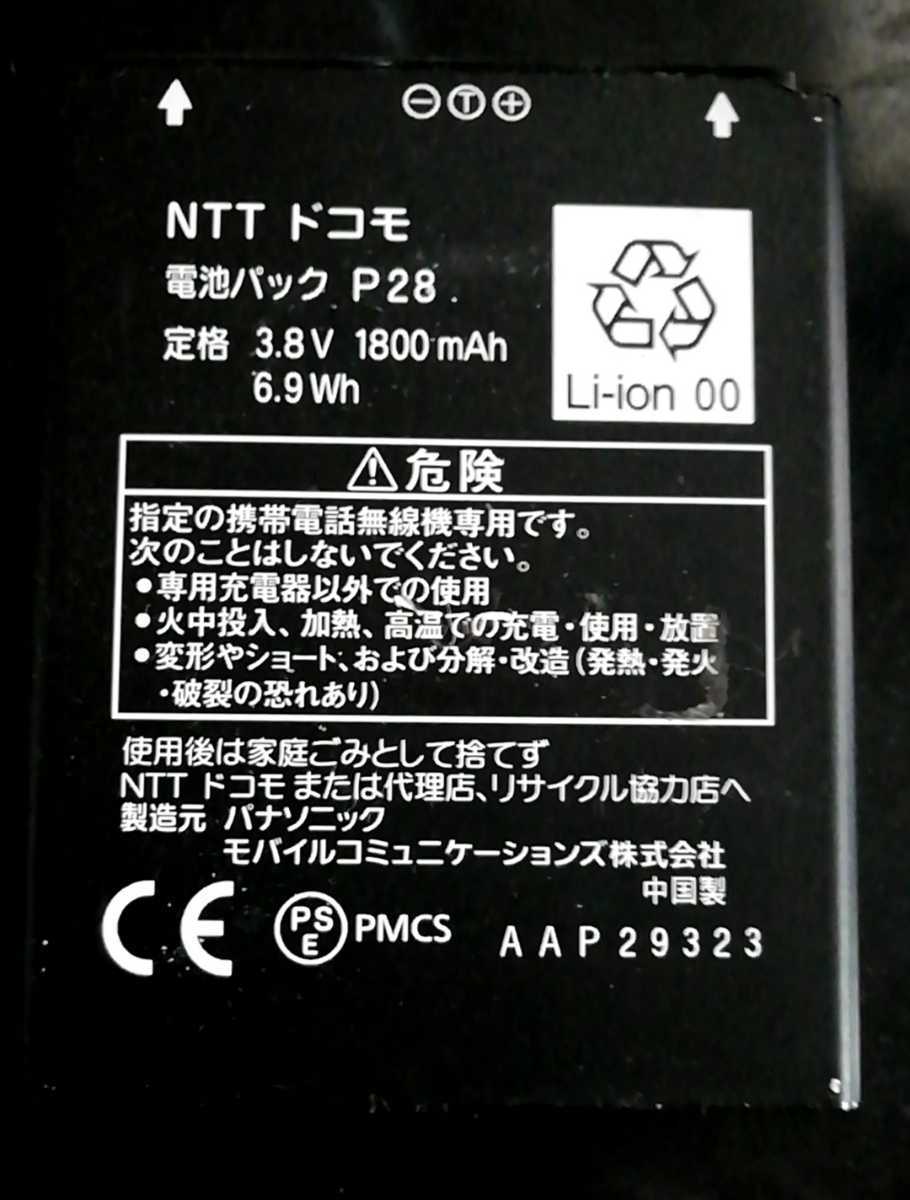 ⊖Ⓣ⊕
NTT ドコモ
電池パック P28
定格 3.8V 1800mAh
6.9Wh
Li-ion 00
⚠危険
指定の携帯電話無線機専用です。
次のことはしないでください。
•専用充電器以外での使用
•火中投入、加熱、高温での充電・使用・放置
•変形やショート、および分解・改造(発熱・発火
・破裂の恐れあり)
使用後は家庭ごみとして捨てず
NTT ドコモ または代理店、リサイクル協力店へ
製造元 パナソニック
モバイルコミュニケーションズ株式会社
中国製
CE PSE PMCS AAP29323